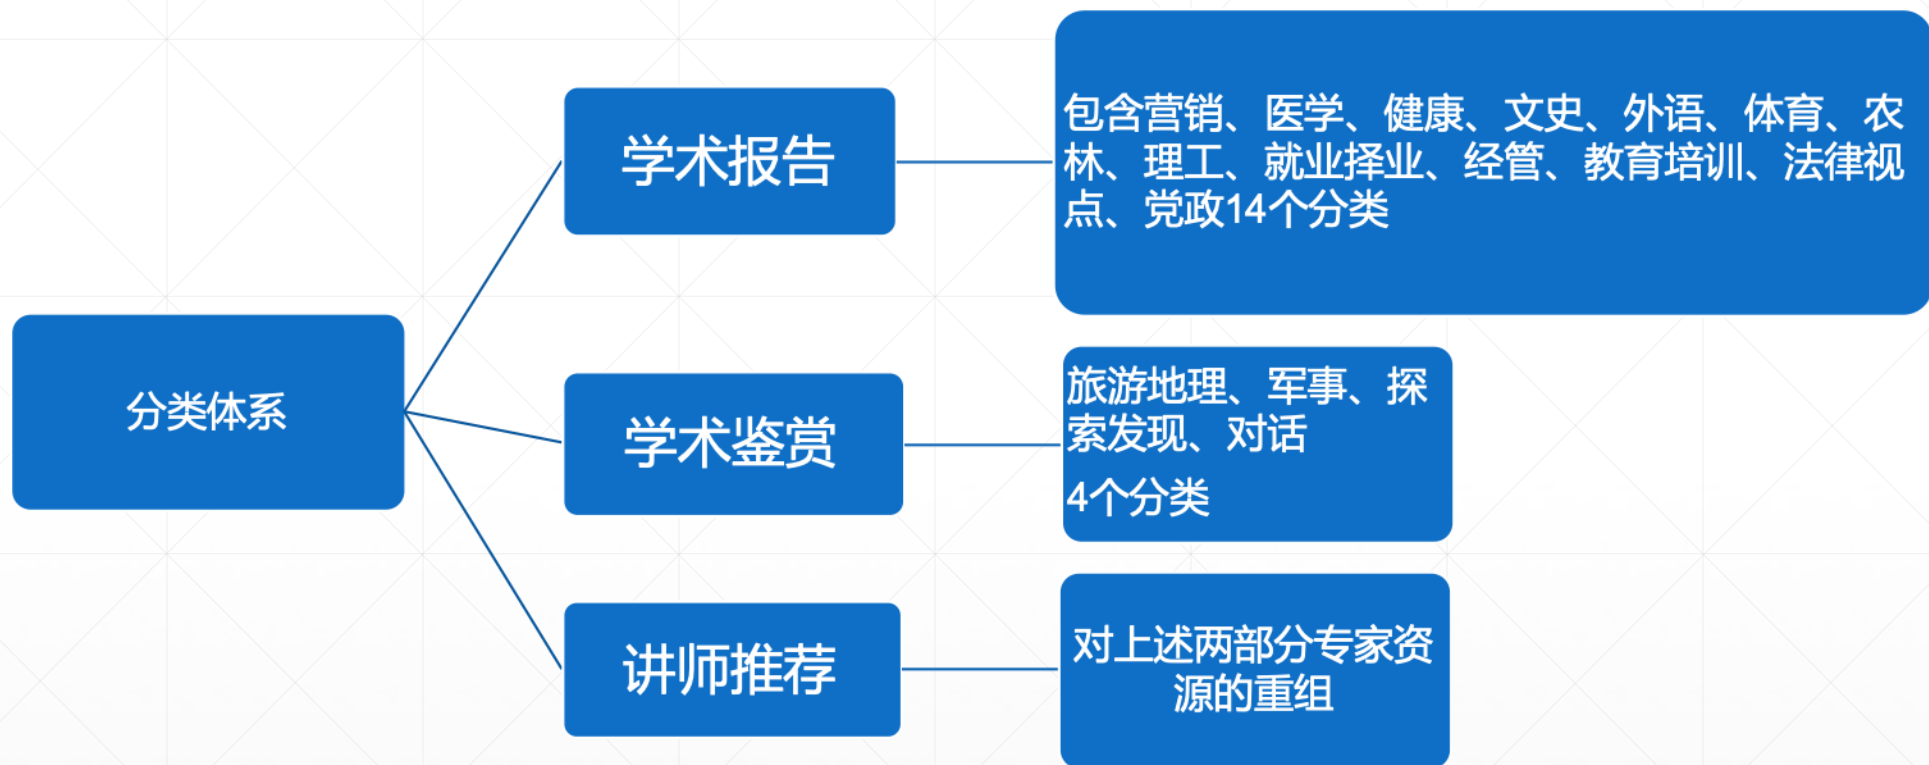 分类体系
学术报告
包含营销、医学、健康、文史、外语、体育、农
林、理工、就业择业、经管、教育培训、法律视
点、党政14个分类
学术鉴赏
旅游地理、军事、探
索发现、对话
4个分类
讲师推荐
对上述两部分专家资
源的重组